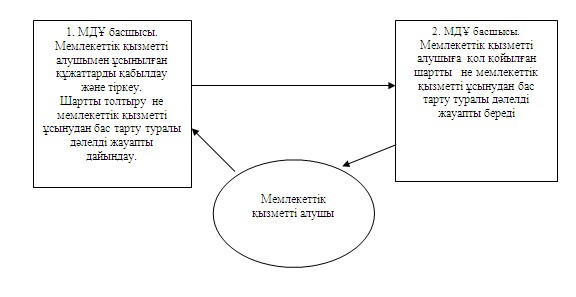 1. МДҰ басшысы.
Мемлекеттік қызметті
алушымен ұсынылған
құжаттарды қабылдау
және тіркеу.
Шартты толтыру не
мемлекеттік қызметті
ұсынудан бас тарту туралы
дәлелді жауапты
дайындау.
2. МДҰ басшысы.
Мемлекеттік қызметті
алушыға қол қойылған
шартты не мемлекеттік
қызметті ұсынудан бас
тарту туралы дәлелді
жауапты береді
Мемлекеттік
қызметті алушы